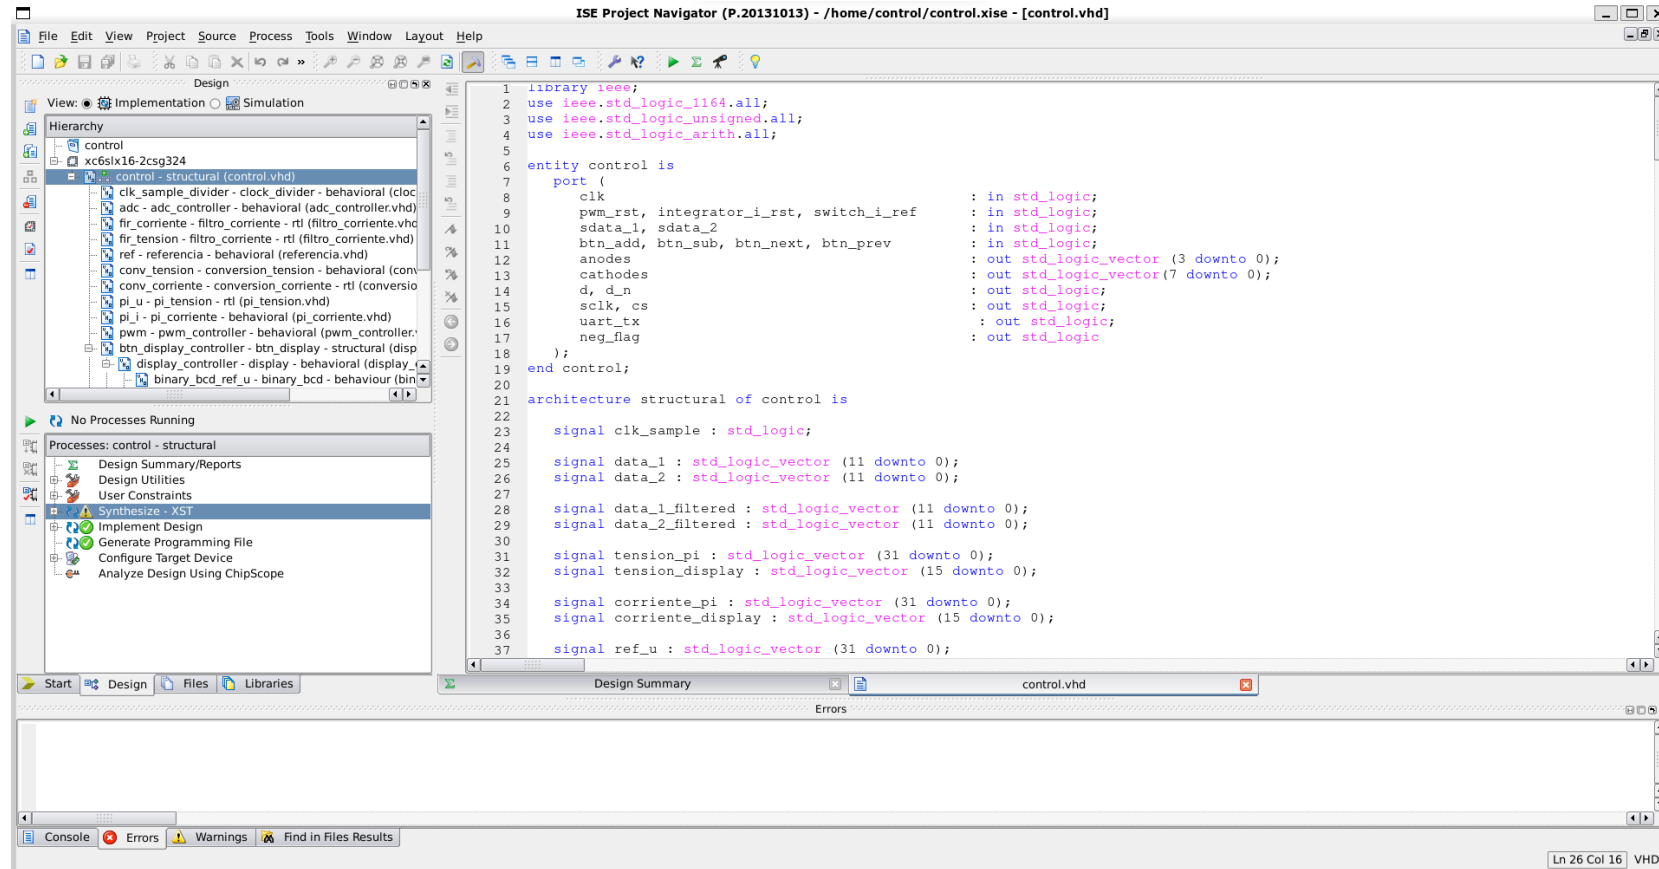 ISE Project Navigator (P.20131013) - /home/control/control.xise - [control.vhd]
File Edit View Project Source Process Tools Window Layout Help
Design
View: Implementation Simulation
Hierarchy
control
xc6slx16-2csg324
control - structural (control.vhd)
clk_sample_divider - clock_divider - behavioral (cloc
adc - adc_controller - behavioral (adc_controller.vhd)
fir_corriente - filtro_corriente - rtl (filtro_corriente.vhd
fir_tension - filtro_corriente - rtl (filtro_corriente.vhd)
ref - referencia - behavioral (referencia.vhd)
conv_tension - conversion_tension - behavioral (conv
conv_corriente - conversion_corriente - rtl (conversio
pi_u - pi_tension - rtl (pi_tension.vhd)
pi_i - pi_corriente - behavioral (pi_corriente.vhd)
pwm - pwm_controller - behavioral (pwm_controller.
btn_display_controller - btn_display - structural (disp
display_controller - display - behavioral (display_
binary_bcd_ref_u - binary_bcd - behaviour (bin
No Processes Running
Processes: control - structural
Design Summary/Reports
Design Utilities
User Constraints
Synthesize - XST
Implement Design
Generate Programming File
Configure Target Device
Analyze Design Using ChipScope
Start Design Files Libraries
1 library ieee;
2 use ieee.std_logic_1164.all;
3 use ieee.std_logic_unsigned.all;
4 use ieee.std_logic_arith.all;
5
6 entity control is
7 port (
8 clk : in std_logic;
9 pwm_rst, integrator_i_rst, switch_i_ref : in std_logic;
10 sdata_1, sdata_2 : in std_logic;
11 btn_add, btn_sub, btn_next, btn_prev : in std_logic;
12 anodes : out std_logic_vector (3 downto 0);
13 cathodes : out std_logic_vector(7 downto 0);
14 d, d_n : out std_logic;
15 sclk, cs : out std_logic;
16 uart_tx : out std_logic;
17 neg_flag : out std_logic
18 );
19 end control;
20
21 architecture structural of control is
22
23 signal clk_sample : std_logic;
24
25 signal data_1 : std_logic_vector (11 downto 0);
26 signal data_2 : std_logic_vector (11 downto 0);
27
28 signal data_1_filtered : std_logic_vector (11 downto 0);
29 signal data_2_filtered : std_logic_vector (11 downto 0);
30
31 signal tension_pi : std_logic_vector (31 downto 0);
32 signal tension_display : std_logic_vector (15 downto 0);
33
34 signal corriente_pi : std_logic_vector (31 downto 0);
35 signal corriente_display : std_logic_vector (15 downto 0);
36
37 signal ref_u : std_logic_vector (31 downto 0);
Design Summary control.vhd
Errors
Console Errors Warnings Find in Files Results
Ln 26 Col 16 VHD